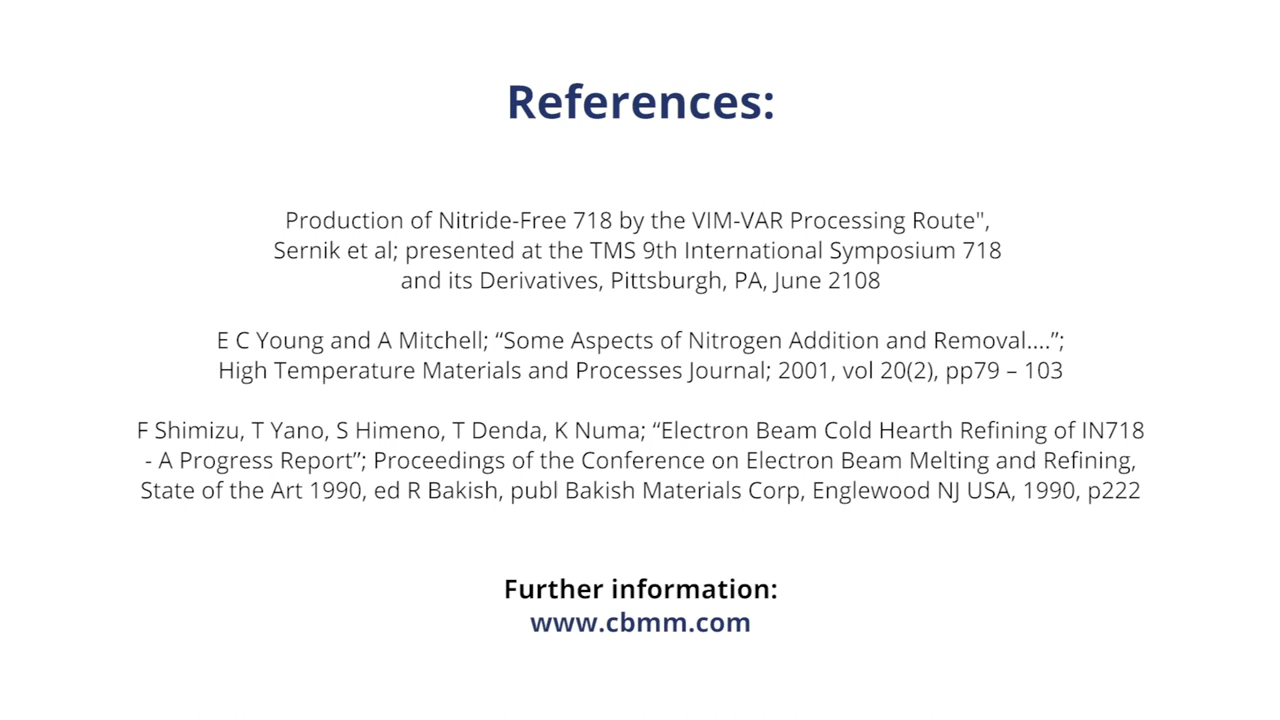 References:
Production of Nitride-Free 718 by the VIM-VAR Processing Route",
Sernik et al; presented at the TMS 9th International Symposium 718
and its Derivatives, Pittsburgh, PA, June 2108
E C Young and A Mitchell; “Some Aspects of Nitrogen Addition and Removal....”;
High Temperature Materials and Processes Journal; 2001, vol 20(2), pp79 – 103
F Shimizu, T Yano, S Himeno, T Denda, K Numa; “Electron Beam Cold Hearth Refining of IN718
- A Progress Report”; Proceedings of the Conference on Electron Beam Melting and Refining,
State of the Art 1990, ed R Bakish, publ Bakish Materials Corp, Englewood NJ USA, 1990, p222
Further information:
www.cbmm.com